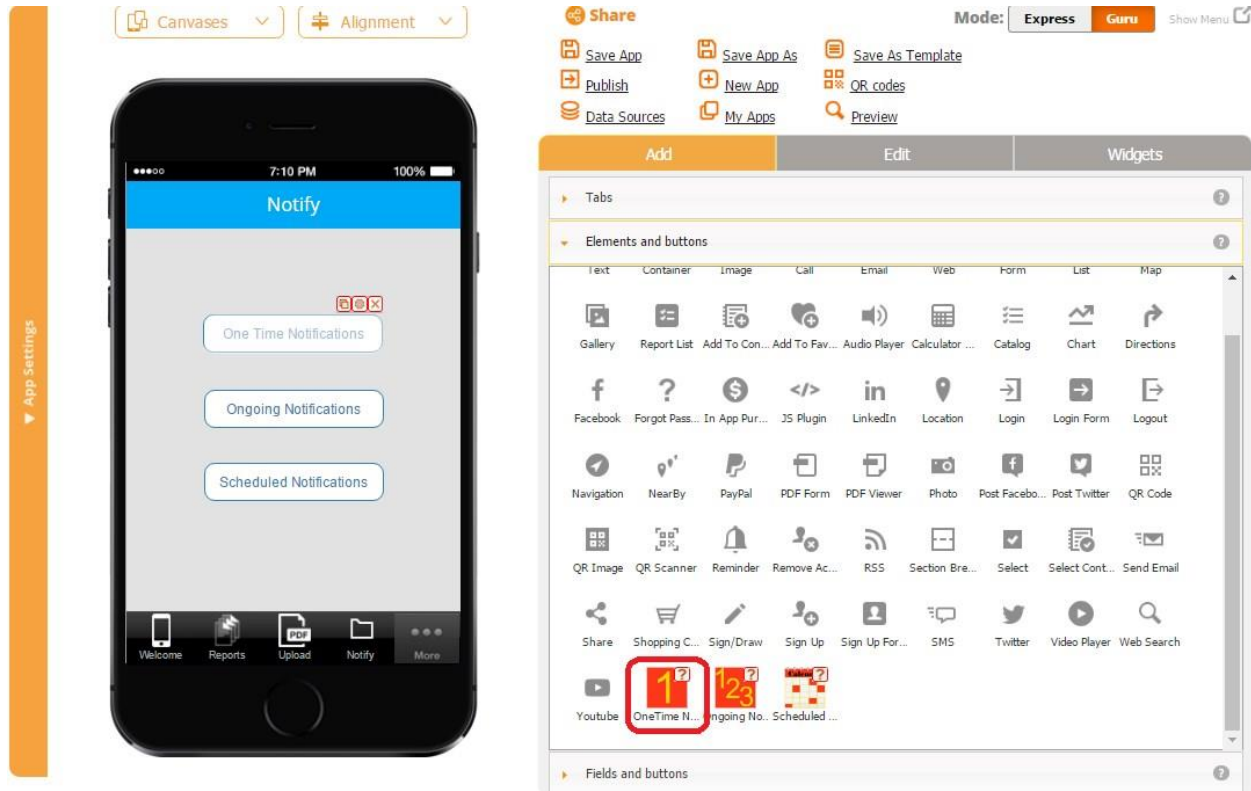 Canvases
Alignment
App Settings
7:10 PM
100%
Notify
One Time Notifications
Ongoing Notifications
Scheduled Notifications
Welcome Reports Upload Notify More
PDF
Share
Mode: Express Guru Show Menu
Save App Save App As Save As Template
Publish New App QR codes
Data Sources My Apps Preview
Add Edit Widgets
Tabs ?
Elements and buttons ?
Text Container Image Call Email Web Form List Map
Gallery Report List Add To Con... Add To Fav... Audio Player Calculator ... Catalog Chart Directions
Facebook Forgot Pass... In App Pur... JS Plugin LinkedIn Location Login Login Form Logout
Navigation NearBy PayPal PDF Form PDF Viewer Photo Post Facebo... Post Twitter QR Code
QR Image QR Scanner Reminder Remove Ac... RSS Section Bre... Select Select Cont... Send Email
Share Shopping C... Sign/Draw Sign Up Sign Up For... SMS Twitter Video Player Web Search
1 ? 123 ? ?
Youtube OneTime N... ngoing No.. Scheduled ...
Fields and buttons ?